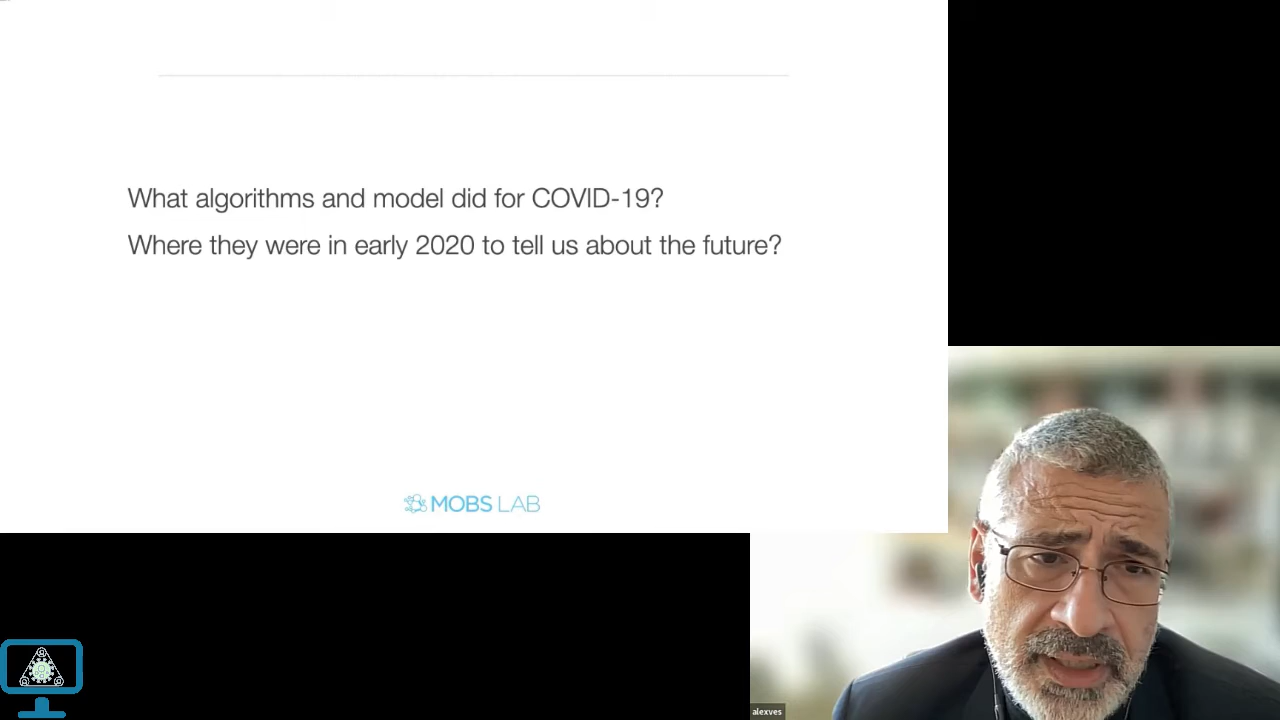 What algorithms and model did for COVID-19?
Where they were in early 2020 to tell us about the future?
MOBS LAB
alexves